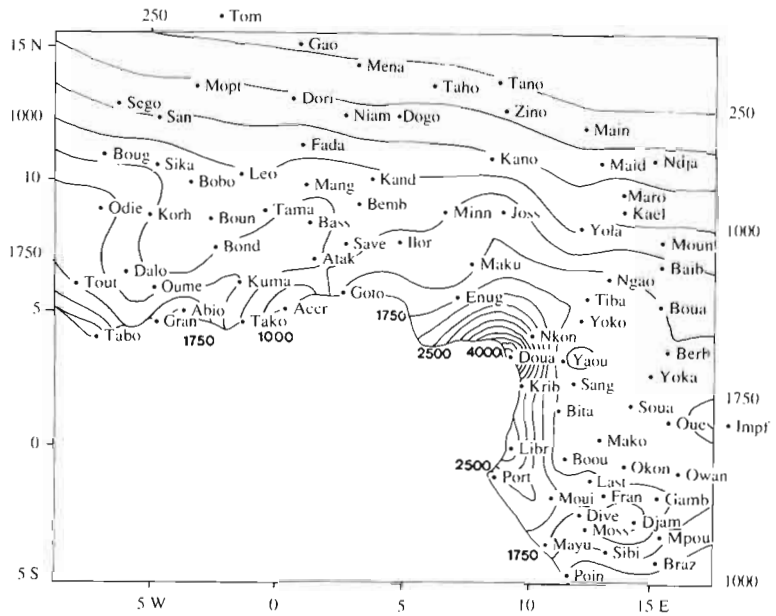 250 Tom
15 N Gao
Mena
Mopt Taho Tano
Sego Dori
1000 San Niam Dogo Zino 250
Main
Fada
Boug Sika Kano Maid Ndja
10 Bobo Leo Mang Kand
Maro
Odie Korh Boun Tama Bemb Minn Joss Kael
Bass Yola 1000
1750 Bond Save Ilor Moun
Dalo Atak Maku Baib
Tout Oume Kuma Goto Enug Ngao
5 Abio Accr 1750 Tiba Boua
Tabo Gran Tako Yoko
1750 1000 Nkon
2500 4000 Doua Yaou Berb
Krib Sang Yoka
Bita Soua 1750
Oue Impf
0 Libr Mako
2500 Boou Okon
Port Last Owan
Moui Fran Gamb
Dive Djam
Moss Mpou
1750 Mayu Sibi
Braz
5 S Poin 1000
5 W 0 5 10 15 E